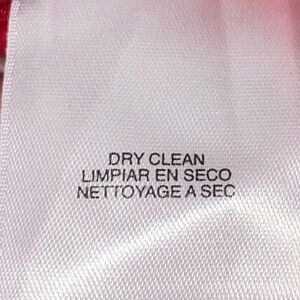 DRY CLEAN
LIMPIAR EN SECO
NETTOYAGE A SEC